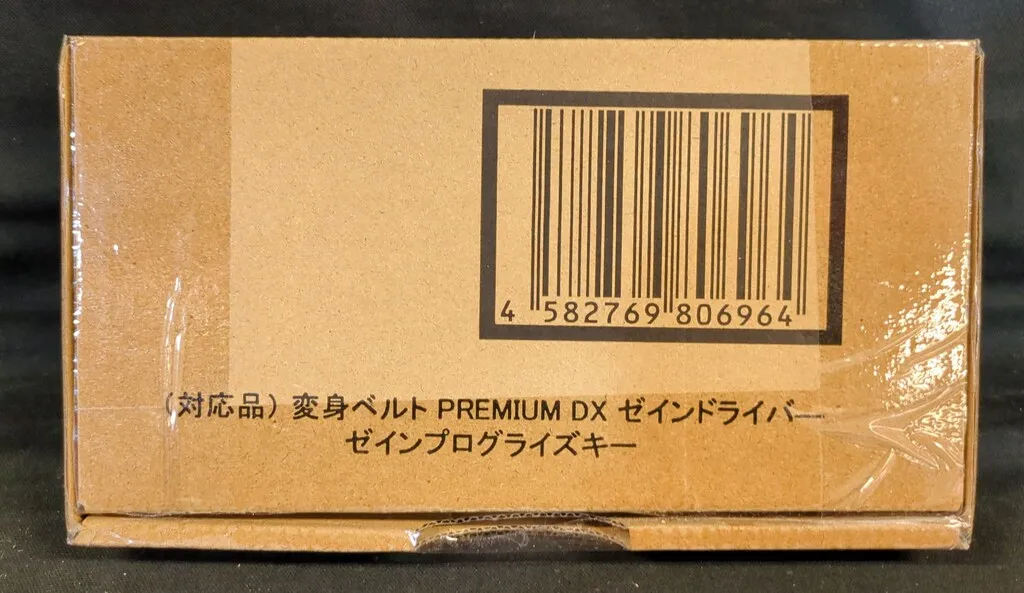 4 582769 806964
（対応品）変身ベルト PREMIUM DX ゼインドライバー
ゼインプログライズキー